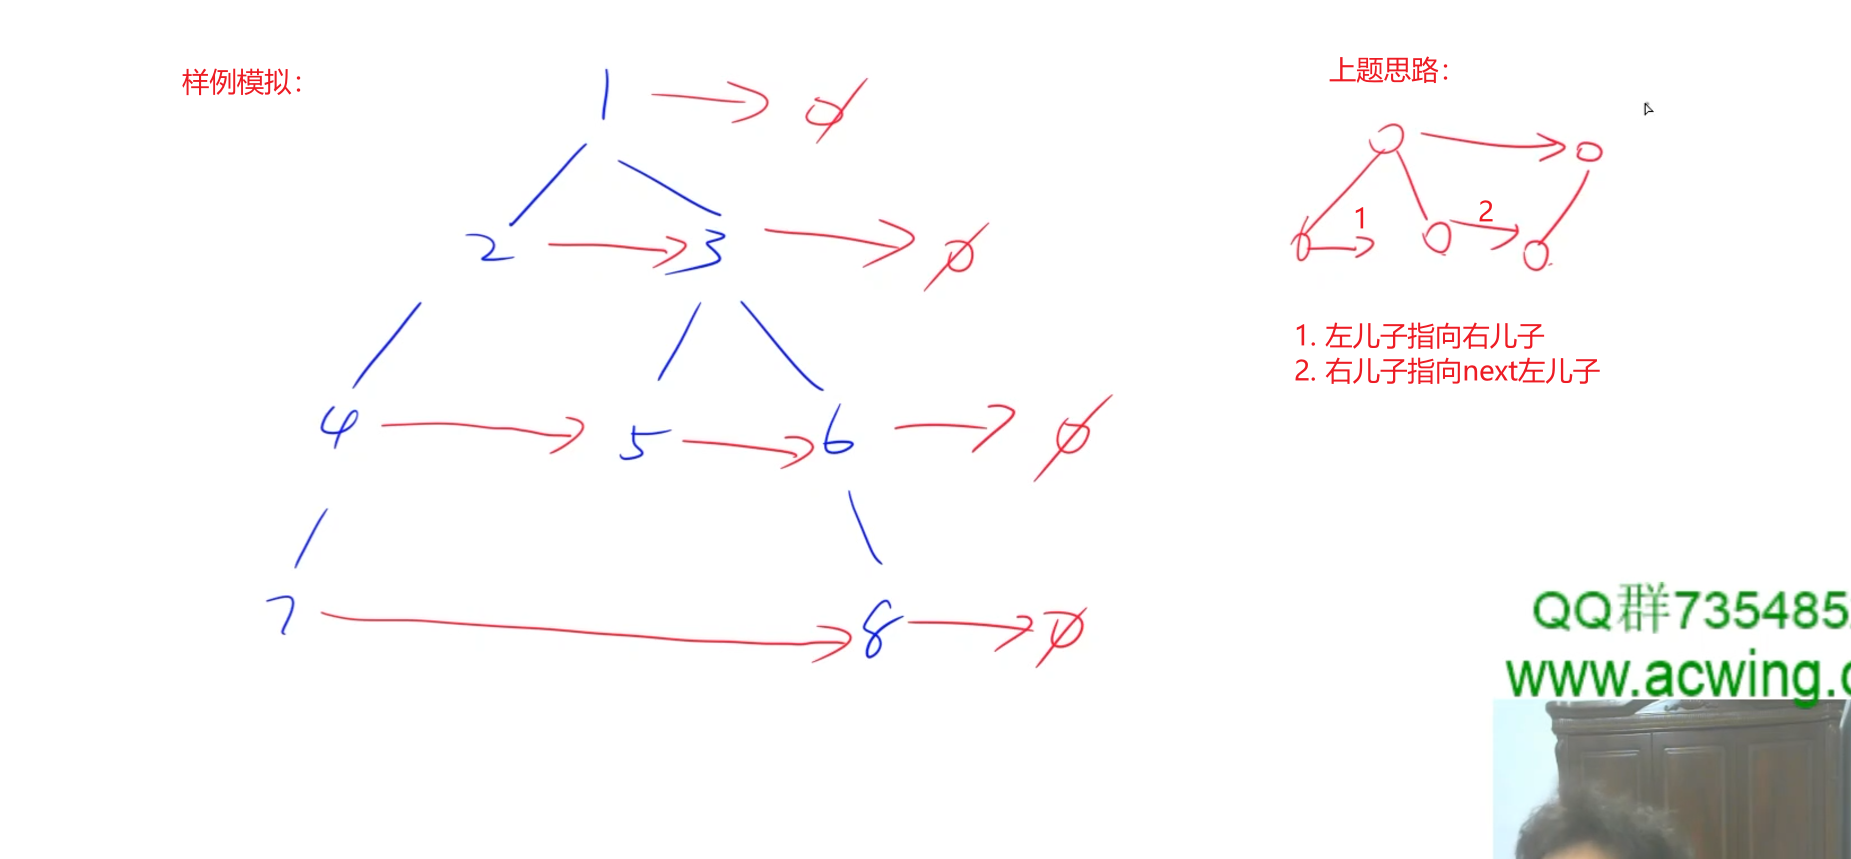 样例模拟：
上题思路：
1 → ∅
2 → 3 → ∅
1 2
1. 左儿子指向右儿子
2. 右儿子指向next左儿子
4 → 5 → 6 → ∅
7 → 8 → ∅
QQ群735485
www.acwing.c